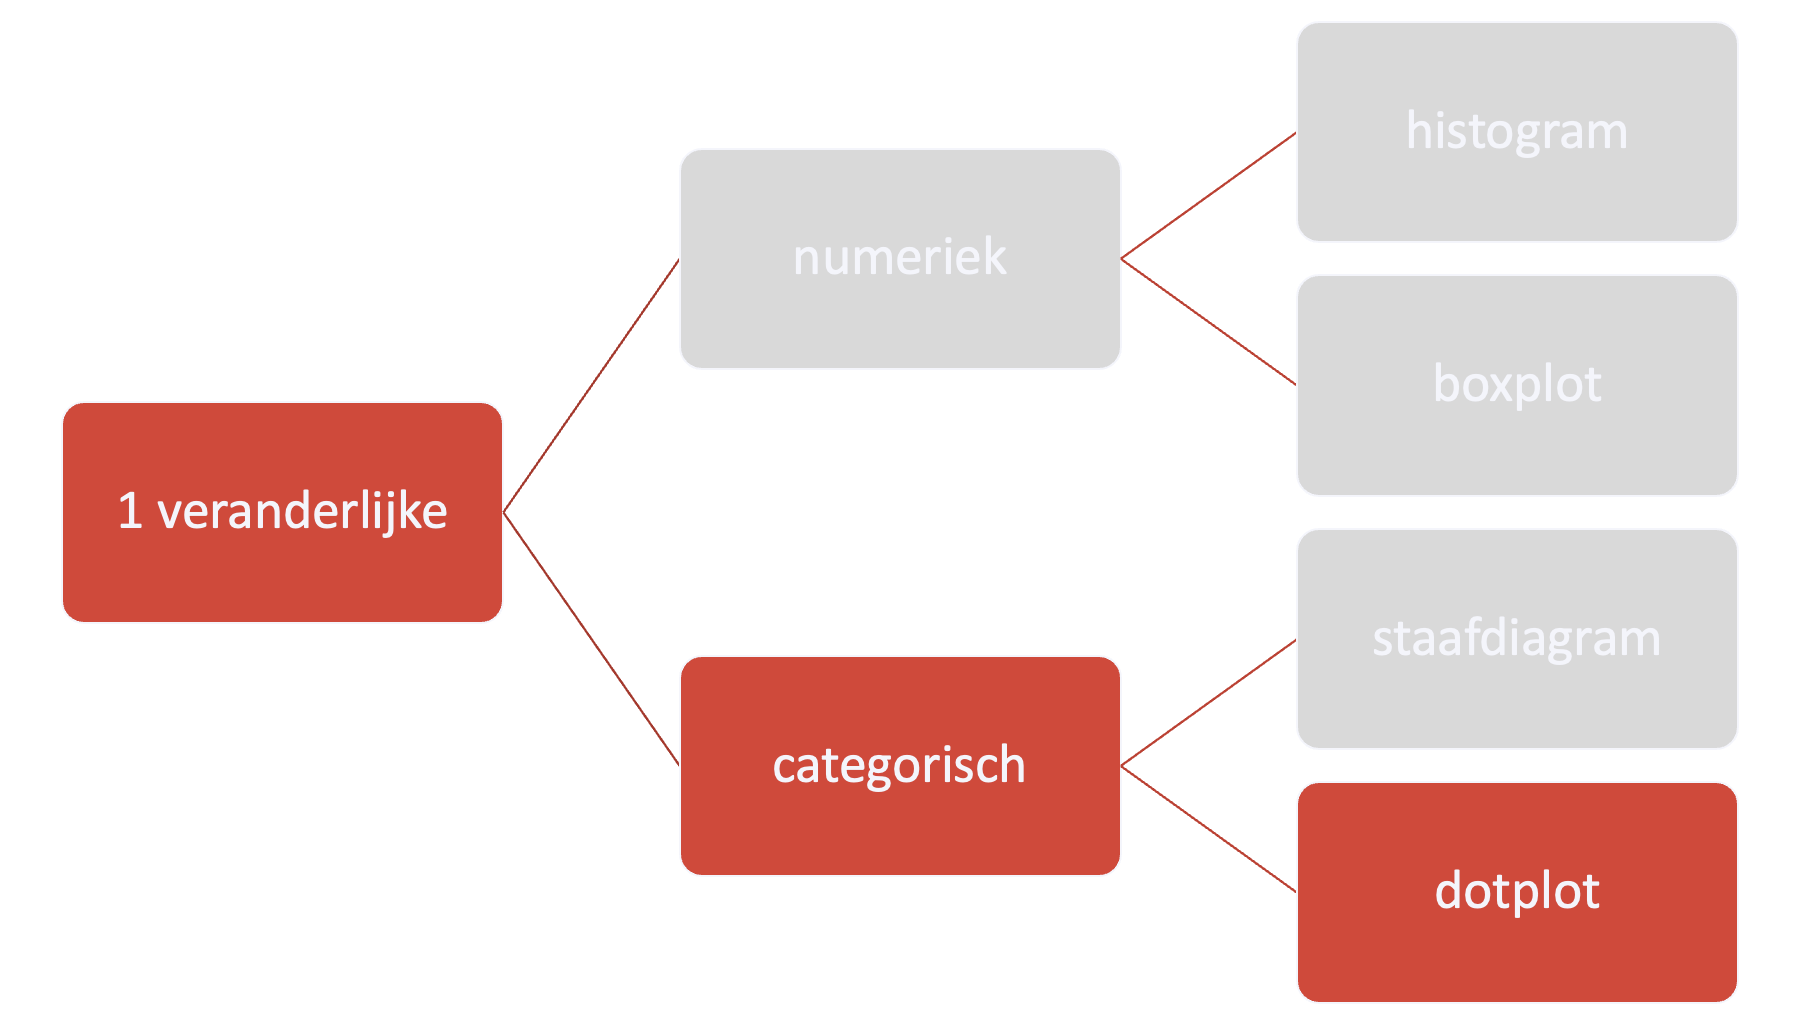 1 veranderlijke
numeriek
histogram
boxplot
categorisch
staafdiagram
dotplot